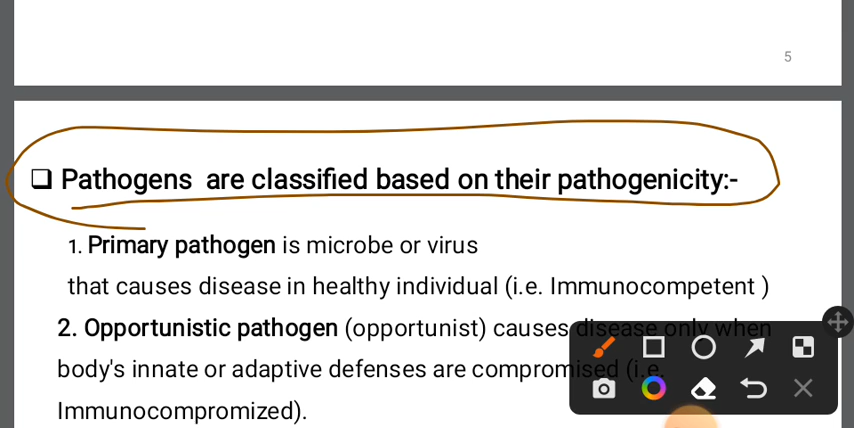 5
❑ Pathogens are classified based on their pathogenicity:-
1. Primary pathogen is microbe or virus
that causes disease in healthy individual (i.e. Immunocompetent )
2. Opportunistic pathogen (opportunist) causes disease only when
body's innate or adaptive defenses are compromised (i.e.
Immunocompromized).